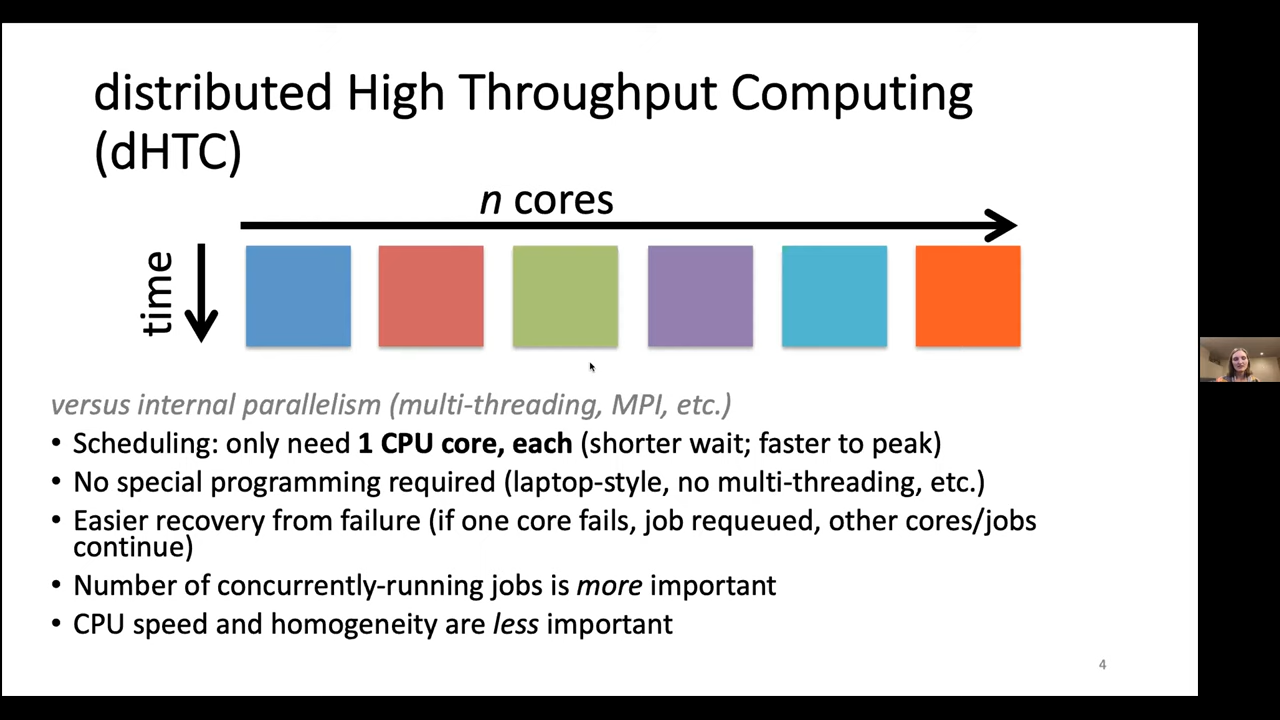 distributed High Throughput Computing
(dHTC)
n cores
time
versus internal parallelism (multi-threading, MPI, etc.)
• Scheduling: only need 1 CPU core, each (shorter wait; faster to peak)
• No special programming required (laptop-style, no multi-threading, etc.)
• Easier recovery from failure (if one core fails, job requeued, other cores/jobs
continue)
• Number of concurrently-running jobs is more important
• CPU speed and homogeneity are less important
4